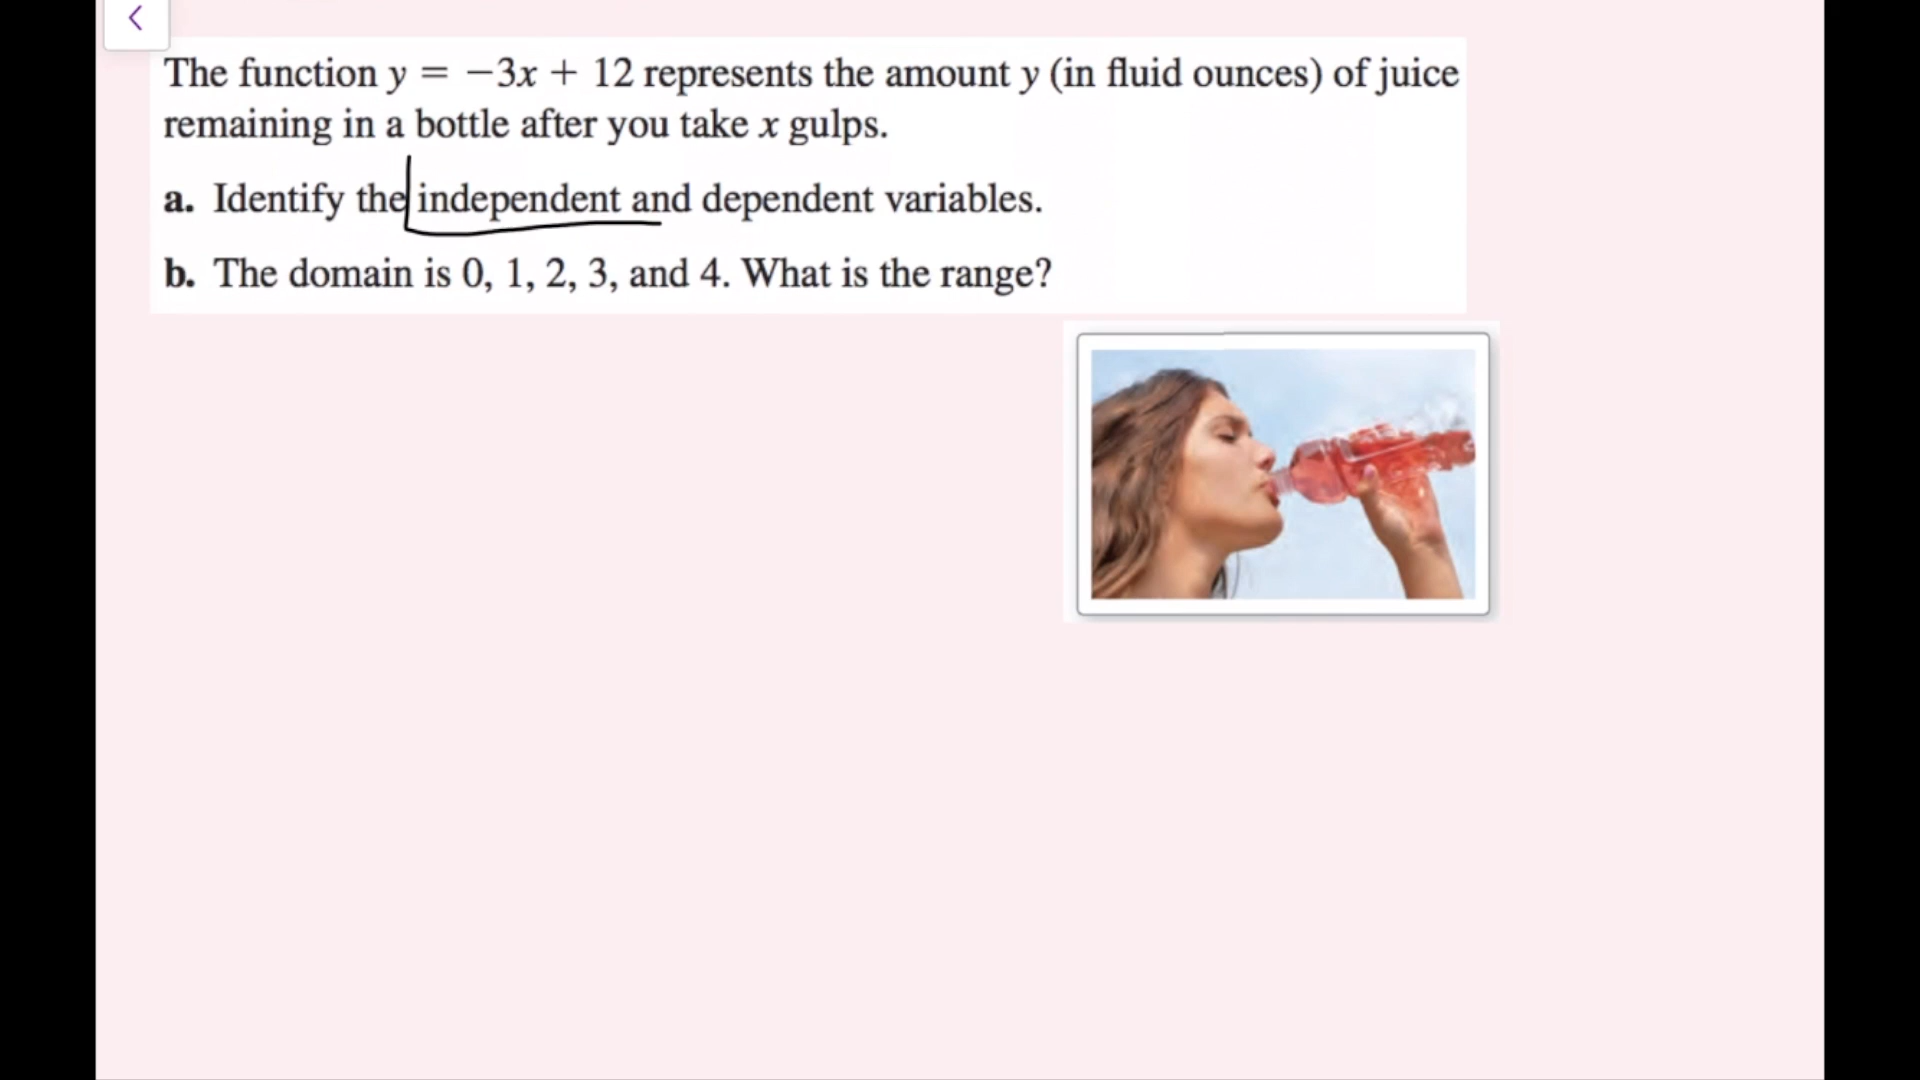 The function y = −3x + 12 represents the amount y (in fluid ounces) of juice
remaining in a bottle after you take x gulps.
a. Identify the independent and dependent variables.
b. The domain is 0, 1, 2, 3, and 4. What is the range?